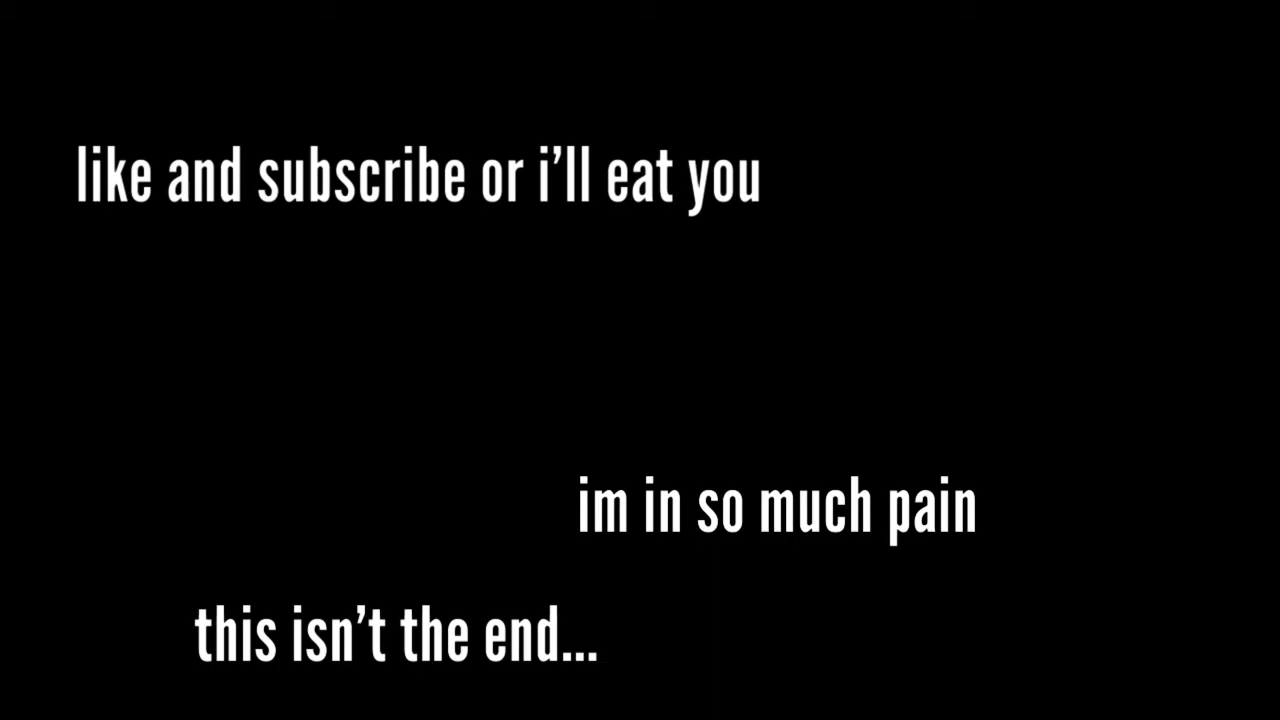 like and subscribe or i’ll eat you
im in so much pain
this isn’t the end...